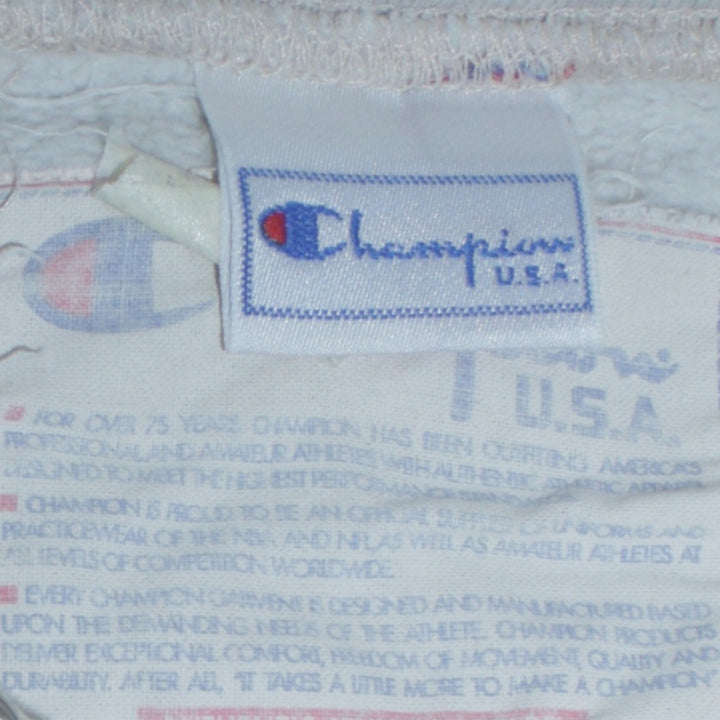 Champion
U.S.A.
U.S.A.
FOR OVER 75 YEARS CHAMPION HAS BEEN OUTFITTING AMERICA'S
PROFESSIONAL AND AMATEUR ATHLETES WITH AUTHENTIC ATHLETIC APPAREL
DESIGNED TO MEET THE HIGHEST PERFORMANCE STANDARDS
CHAMPION IS PROUD TO BE AN OFFICIAL SUPPLIER OF UNIFORMS AND
PRACTICEWEAR OF THE NBA AND NFL, AS WELL AS AMATEUR ATHLETES AT
ALL LEVELS OF COMPETITION WORLDWIDE.
EVERY CHAMPION GARMENT IS DESIGNED AND MANUFACTURED BASED
UPON THE DEMANDING NEEDS OF THE ATHLETE. CHAMPION PRODUCTS
DELIVER EXCEPTIONAL COMFORT, FREEDOM OF MOVEMENT, QUALITY AND
DURABILITY. AFTER ALL, "IT TAKES A LITTLE MORE TO MAKE A CHAMPION"